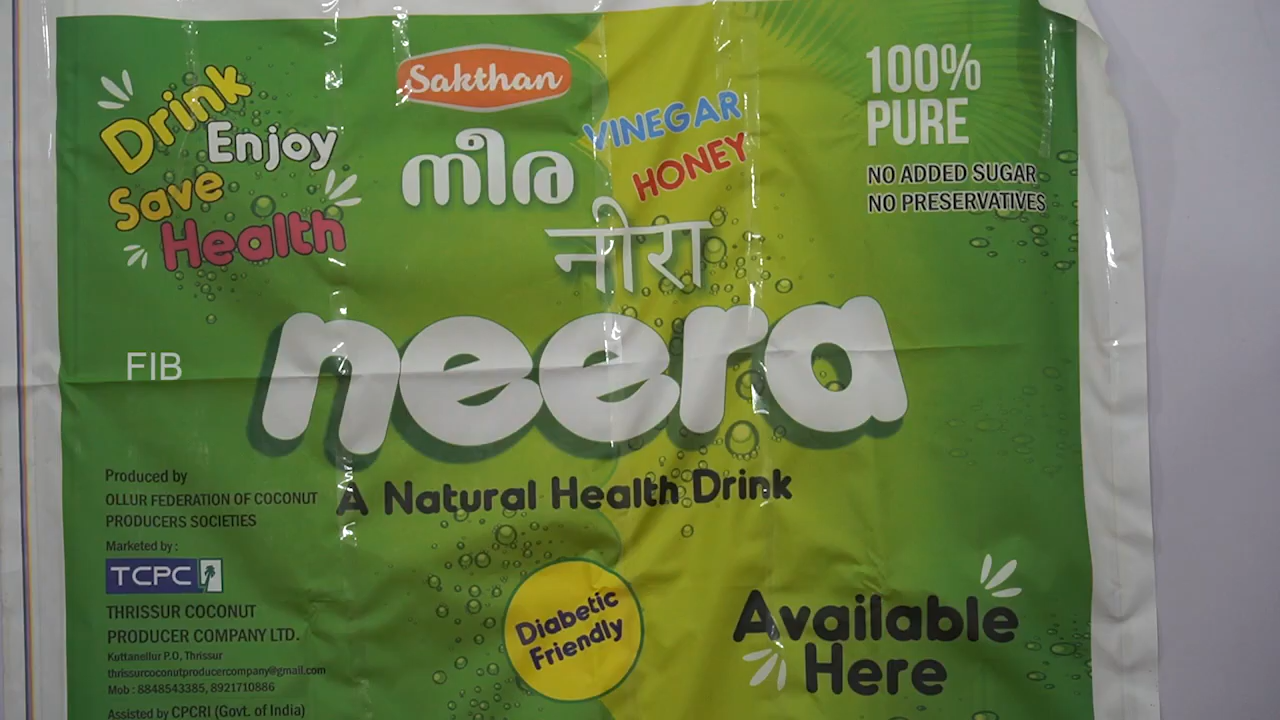 Drink
Enjoy
Save
Health
Sakthan
നീര
VINEGAR
HONEY
नीरा
100%
PURE
NO ADDED SUGAR
NO PRESERVATIVES
neera
FIB
A Natural Health Drink
Produced by
OLLUR FEDERATION OF COCONUT
PRODUCERS SOCIETIES
Marketed by :
TCPC
THRISSUR COCONUT
PRODUCER COMPANY LTD.
Kuttanellur P.O, Thrissur
thrissurcoconutproducercompany@gmail.com
Mob : 8848543385, 8921710886
Assisted by CPCRI (Govt. of India)
Diabetic
Friendly
Available
Here